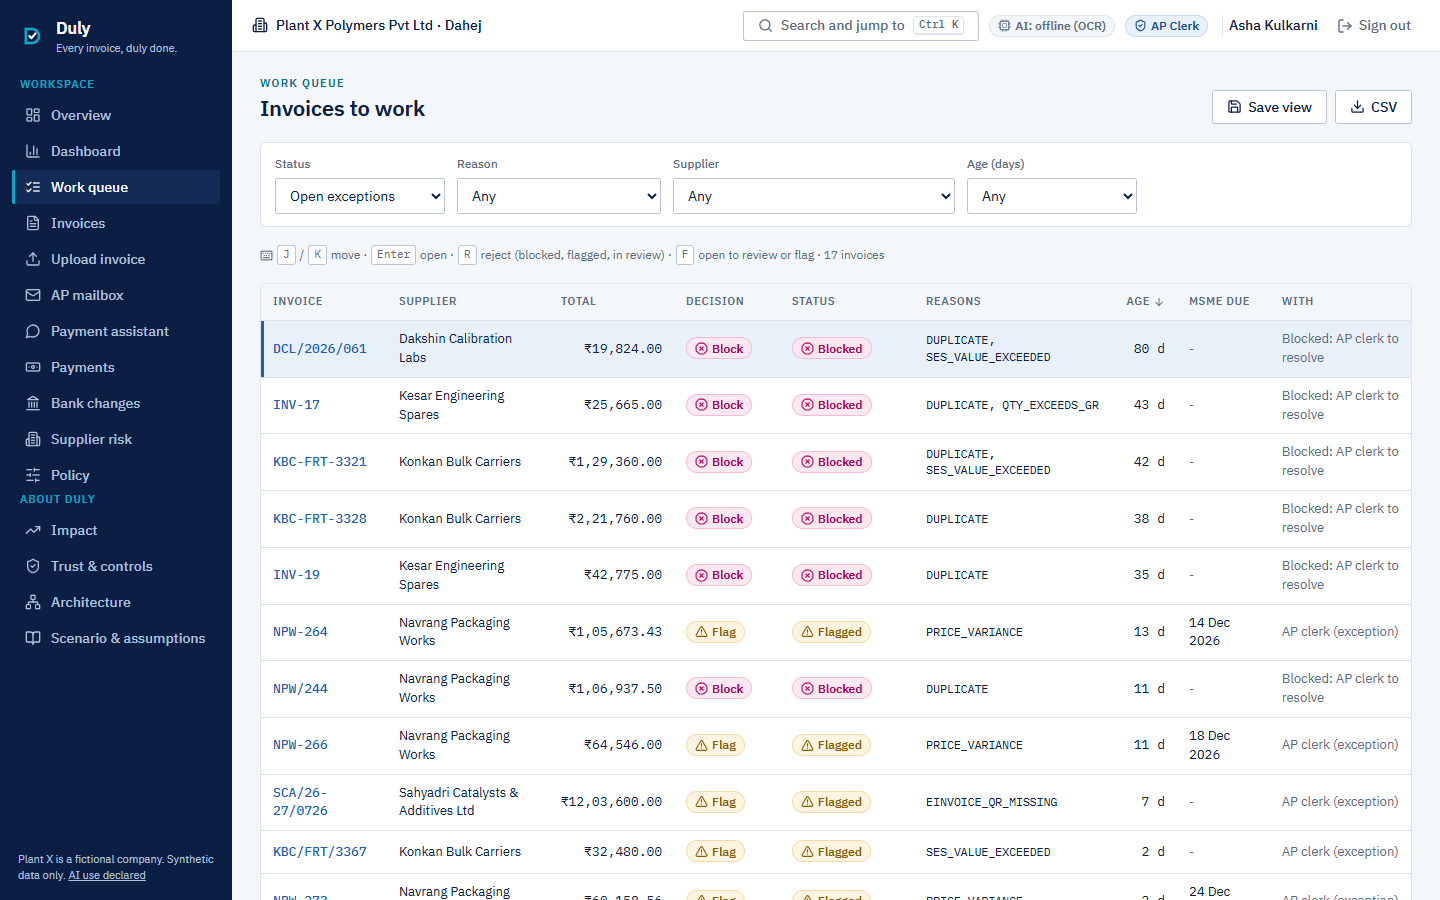 Duly
Every invoice, duly done.
WORKSPACE
Overview
Dashboard
Work queue
Invoices
Upload invoice
AP mailbox
Payment assistant
Payments
Bank changes
Supplier risk
Policy
ABOUT DULY
Impact
Trust & controls
Architecture
Scenario & assumptions
Plant X is a fictional company. Synthetic
data only. AI use declared
Plant X Polymers Pvt Ltd · Dahej
Search and jump to Ctrl K
AI: offline (OCR)
AP Clerk
Asha Kulkarni
Sign out
WORK QUEUE
Invoices to work
Save view
CSV
Status Reason Supplier Age (days)
Open exceptions Any Any Any
J / K move · Enter open · R reject (blocked, flagged, in review) · F open to review or flag · 17 invoices
INVOICE SUPPLIER TOTAL DECISION STATUS REASONS AGE ↓ MSME DUE WITH
DCL/2026/061 Dakshin Calibration Labs ₹19,824.00 Block Blocked DUPLICATE, SES_VALUE_EXCEEDED 80 d - Blocked: AP clerk to resolve
INV-17 Kesar Engineering Spares ₹25,665.00 Block Blocked DUPLICATE, QTY_EXCEEDS_GR 43 d - Blocked: AP clerk to resolve
KBC-FRT-3321 Konkan Bulk Carriers ₹1,29,360.00 Block Blocked DUPLICATE, SES_VALUE_EXCEEDED 42 d - Blocked: AP clerk to resolve
KBC-FRT-3328 Konkan Bulk Carriers ₹2,21,760.00 Block Blocked DUPLICATE 38 d - Blocked: AP clerk to resolve
INV-19 Kesar Engineering Spares ₹42,775.00 Block Blocked DUPLICATE 35 d - Blocked: AP clerk to resolve
NPW-264 Navrang Packaging Works ₹1,05,673.43 Flag Flagged PRICE_VARIANCE 13 d 14 Dec 2026 AP clerk (exception)
NPW/244 Navrang Packaging Works ₹1,06,937.50 Block Blocked DUPLICATE 11 d - Blocked: AP clerk to resolve
NPW-266 Navrang Packaging Works ₹64,546.00 Flag Flagged PRICE_VARIANCE 11 d 18 Dec 2026 AP clerk (exception)
SCA/26-27/0726 Sahyadri Catalysts & Additives Ltd ₹12,03,600.00 Flag Flagged EINVOICE_QR_MISSING 7 d - AP clerk (exception)
KBC/FRT/3367 Konkan Bulk Carriers ₹32,480.00 Flag Flagged SES_VALUE_EXCEEDED 2 d - AP clerk (exception)
Navrang Packaging 24 Dec